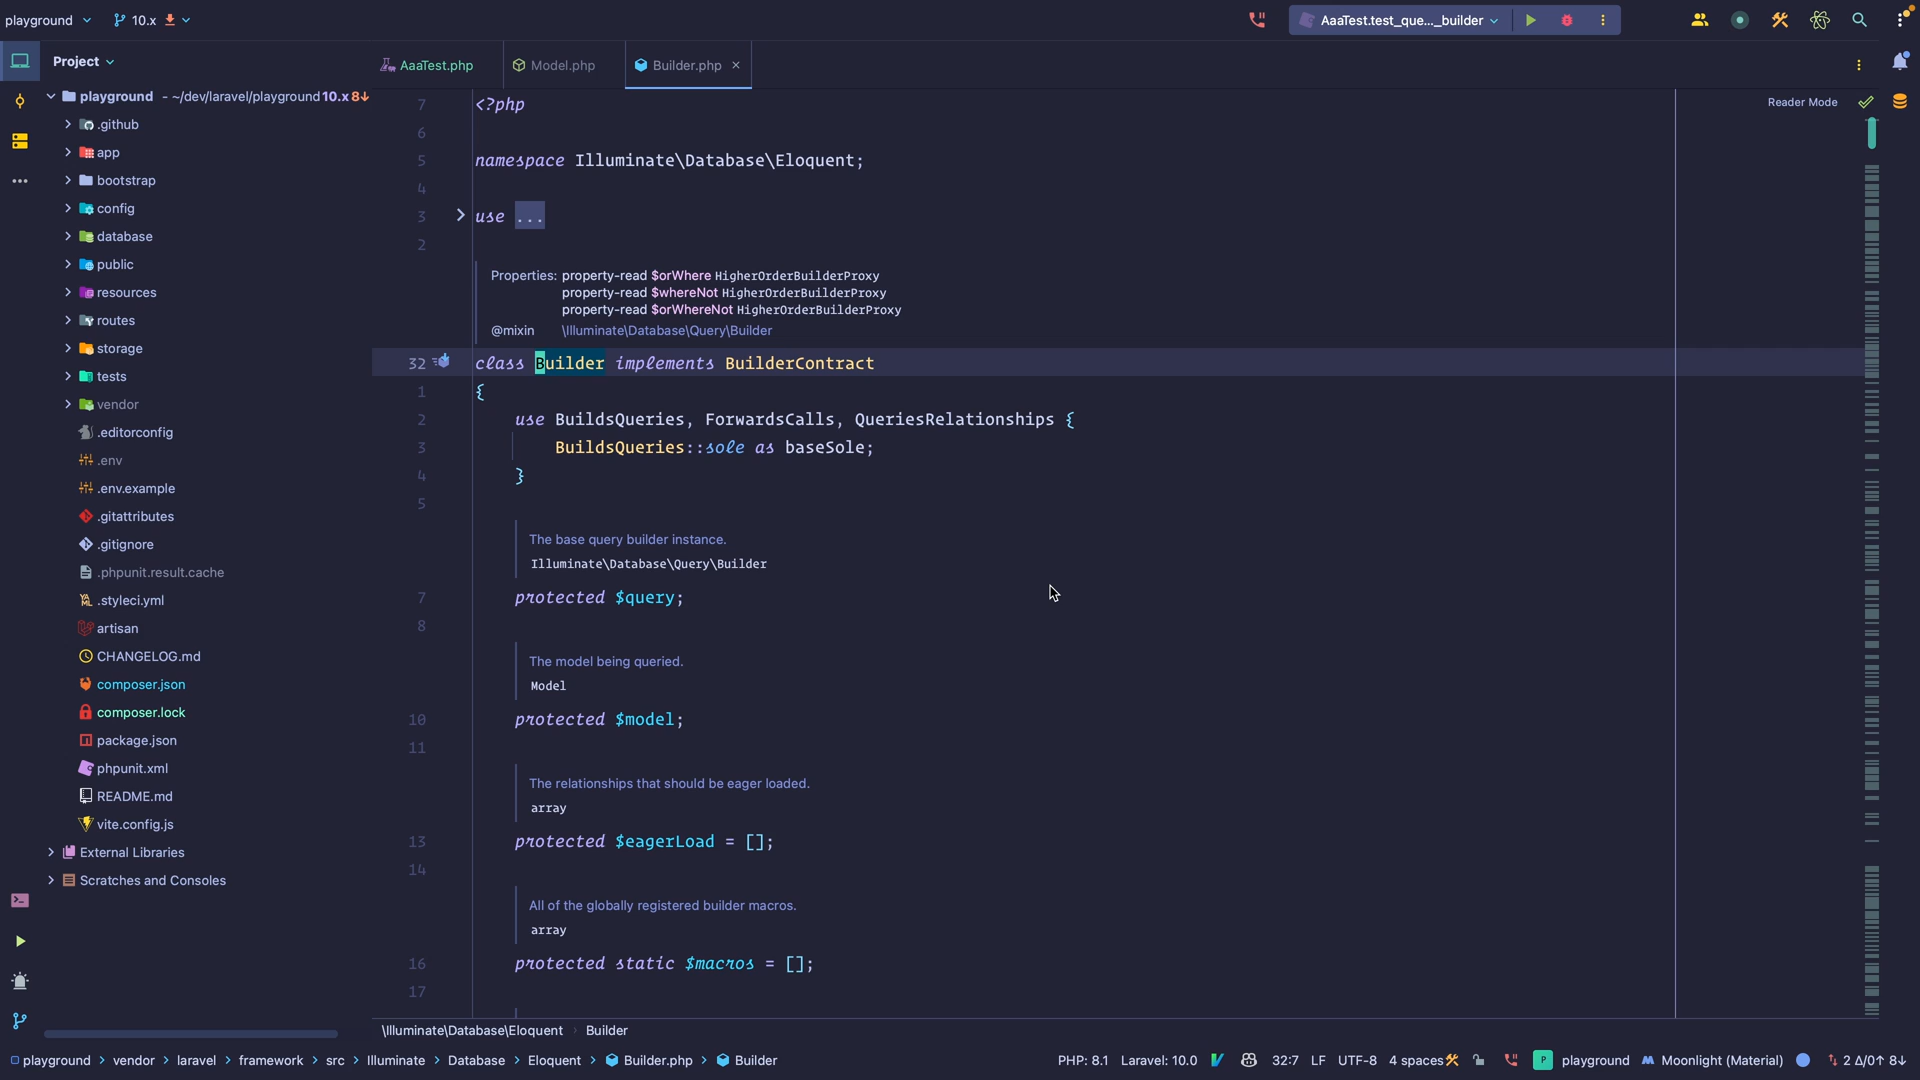 playground 10.x AaaTest.test_que..._builder
Project AaaTest.php Model.php Builder.php
playground - ~/dev/laravel/playground 10.x 8↓
.github
app
bootstrap
config
database
public
resources
routes
storage
tests
vendor
.editorconfig
.env
.env.example
.gitattributes
.gitignore
.phpunit.result.cache
.styleci.yml
artisan
CHANGELOG.md
composer.json
composer.lock
package.json
phpunit.xml
README.md
vite.config.js
External Libraries
Scratches and Consoles
Reader Mode
7 <?php
6
5 namespace Illuminate\Database\Eloquent;
4
3 use ...
2
Properties: property-read $orWhere HigherOrderBuilderProxy
property-read $whereNot HigherOrderBuilderProxy
property-read $orWhereNot HigherOrderBuilderProxy
@mixin \Illuminate\Database\Query\Builder
32 class Builder implements BuilderContract
1 {
2 use BuildsQueries, ForwardsCalls, QueriesRelationships {
3 BuildsQueries::sole as baseSole;
4 }
5
The base query builder instance.
Illuminate\Database\Query\Builder
7 protected $query;
8
The model being queried.
Model
10 protected $model;
11
The relationships that should be eager loaded.
array
13 protected $eagerLoad = [];
14
All of the globally registered builder macros.
array
16 protected static $macros = [];
17
\Illuminate\Database\Eloquent › Builder
playground › vendor › laravel › framework › src › Illuminate › Database › Eloquent › Builder.php › Builder
PHP: 8.1 Laravel: 10.0 32:7 LF UTF-8 4 spaces P playground Moonlight (Material) 2 Δ/0↑ 8↓